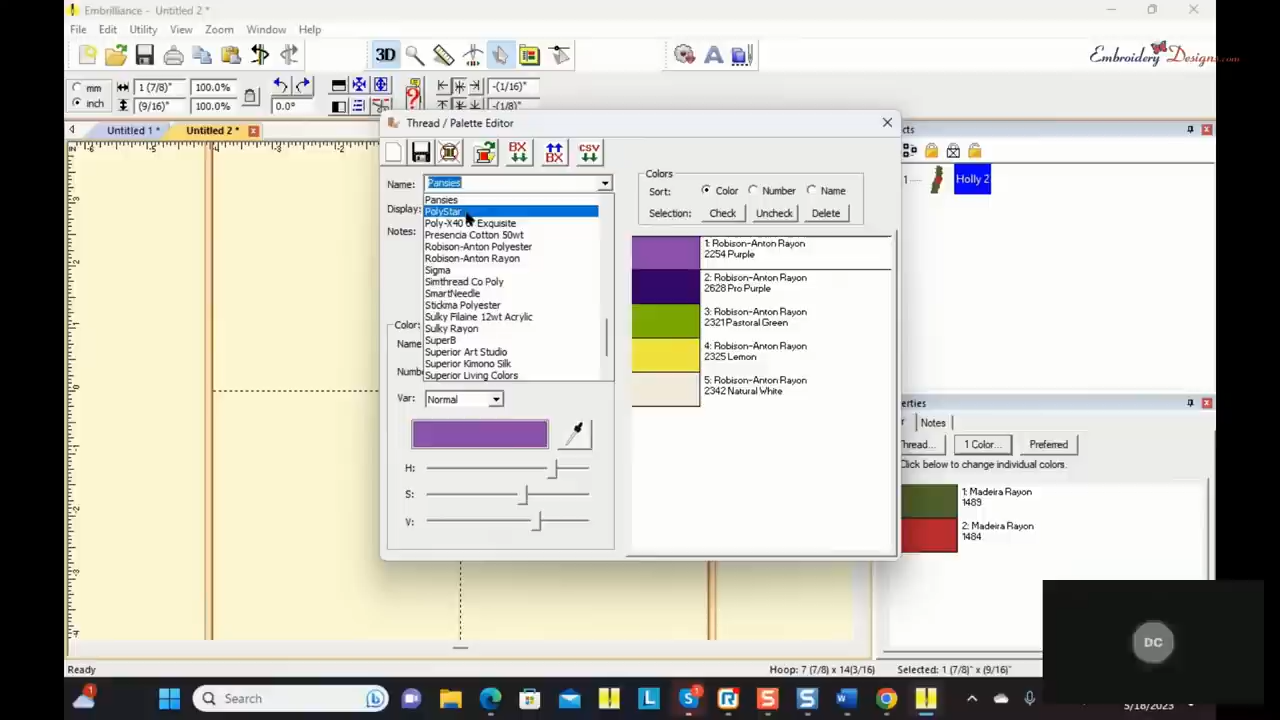 Embrilliance - Untitled 2 *
File Edit Utility View Zoom Window Help
3D
Embroidery Designs.com
mm
inch
1 (7/8)" 100.0%
(9/16)" 100.0%
0.0°
-(1/16)"
-(1/8)"
Untitled 1 * Untitled 2 *
Thread / Palette Editor
BX BX CSV
Name: Pansies
Display:
Notes:
Pansies
PolyStar
Poly-X40 Exquisite
Presencia Cotton 50wt
Robison-Anton Polyester
Robison-Anton Rayon
Sigma
Simthread Co Poly
SmartNeedle
Stickma Polyester
Sulky Filaine 12wt Acrylic
Sulky Rayon
SuperB
Superior Art Studio
Superior Kimono Silk
Superior Living Colors
Color:
Name
Numb
Var: Normal
H:
S:
V:
Colors
Sort: Color Number Name
Selection: Check Uncheck Delete
1: Robison-Anton Rayon
2254 Purple
2: Robison-Anton Rayon
2628 Pro Purple
3: Robison-Anton Rayon
2321 Pastoral Green
4: Robison-Anton Rayon
2325 Lemon
5: Robison-Anton Rayon
2342 Natural White
cts
1 Holly 2
erties
r Notes
hread... 1 Color... Preferred
Click below to change individual colors.
1: Madeira Rayon
1489
2: Madeira Rayon
1484
DC
Ready Hoop: 7 (7/8) x 14(3/16) Selected: 1 (7/8)" x (9/16)"
Search
5/18/2023